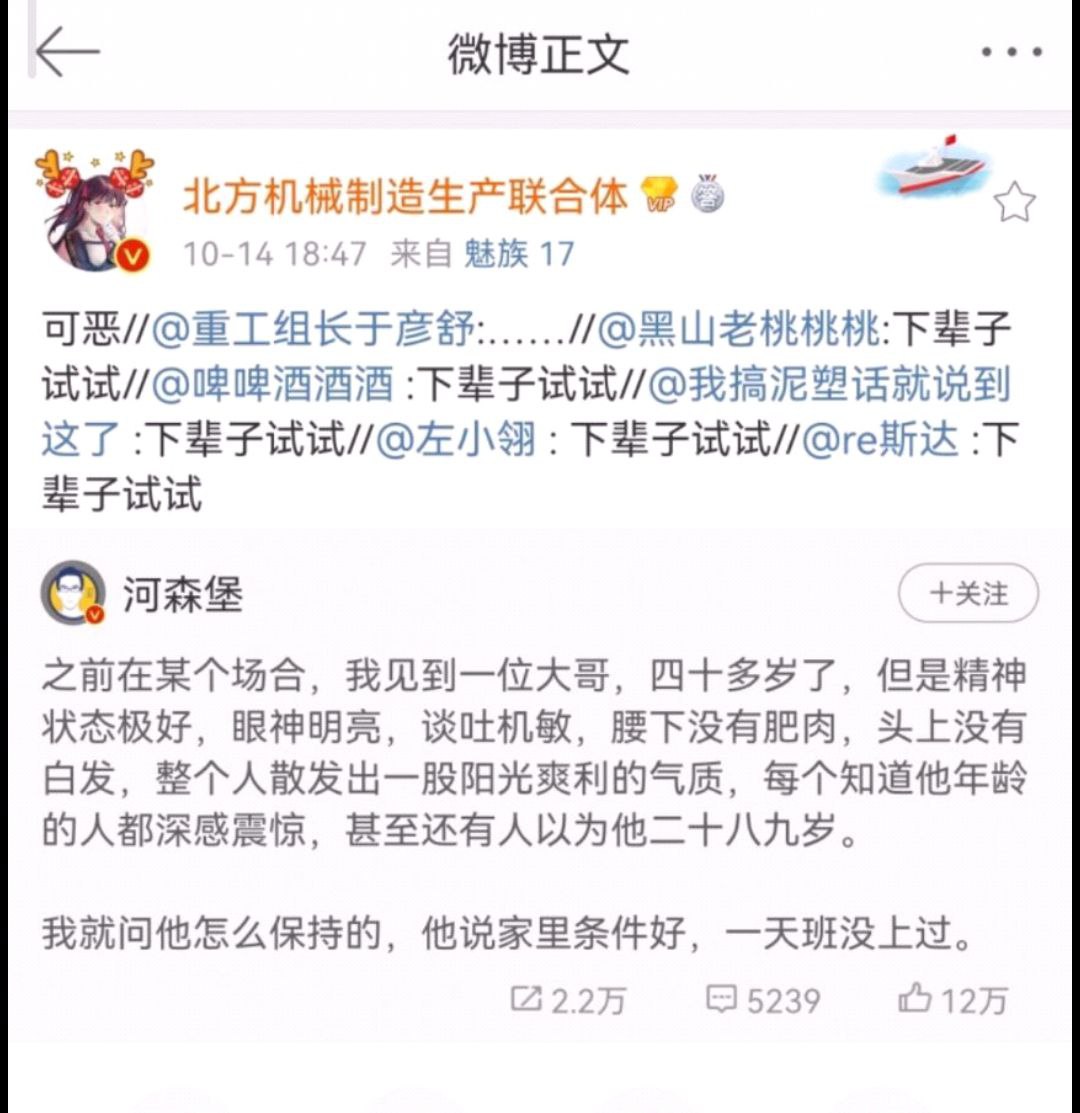 微博正文
北方机械制造生产联合体 VIP 答
10-14 18:47 来自 魅族 17
可恶//@重工组长于彦舒:......//@黑山老桃桃桃:下辈子
试试//@啤啤酒酒酒 :下辈子试试//@我搞泥塑话就说到
这了 :下辈子试试//@左小翎 : 下辈子试试//@re斯达 :下
辈子试试
河森堡
+关注
之前在某个场合，我见到一位大哥，四十多岁了，但是精神
状态极好，眼神明亮，谈吐机敏，腰下没有肥肉，头上没有
白发，整个人散发出一股阳光爽利的气质，每个知道他年龄
的人都深感震惊，甚至还有人以为他二十八九岁。
我就问他怎么保持的，他说家里条件好，一天班没上过。
2.2万 5239 12万